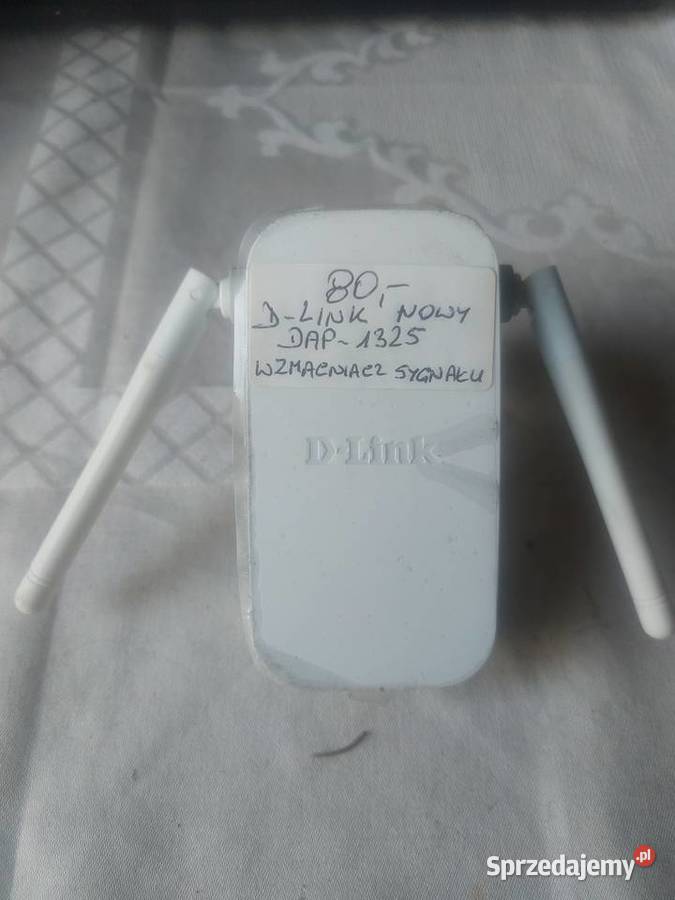 80,-
D-LINK NOWY
DAP-1325
WZMACNIACZ SYGNAŁU
D-Link
Sprzedajemy.pl